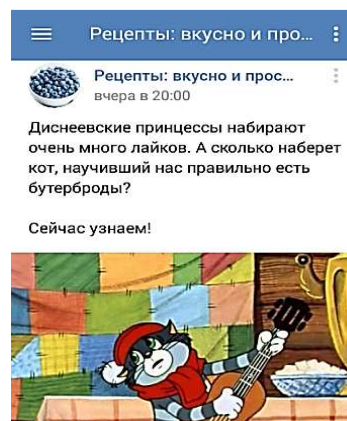 Рецепты: вкусно и про...
Рецепты: вкусно и прос...
вчера в 20:00
Диснеевские принцессы набирают
очень много лайков. А сколько наберет
кот, научивший нас правильно есть
бутерброды?
Сейчас узнаем!